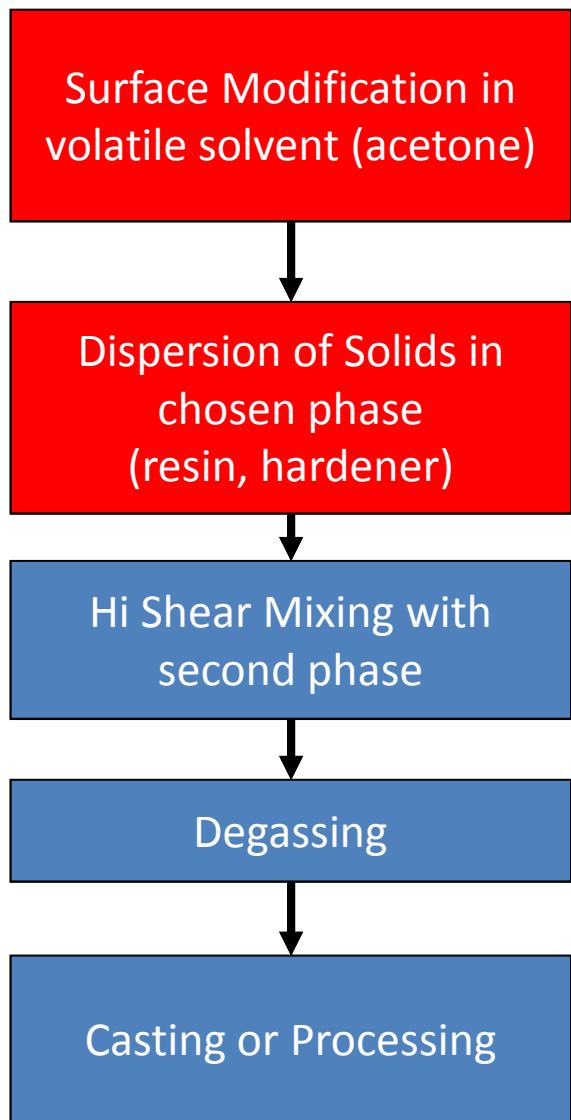 Surface Modification in
volatile solvent (acetone)
Dispersion of Solids in
chosen phase
(resin, hardener)
Hi Shear Mixing with
second phase
Degassing
Casting or Processing